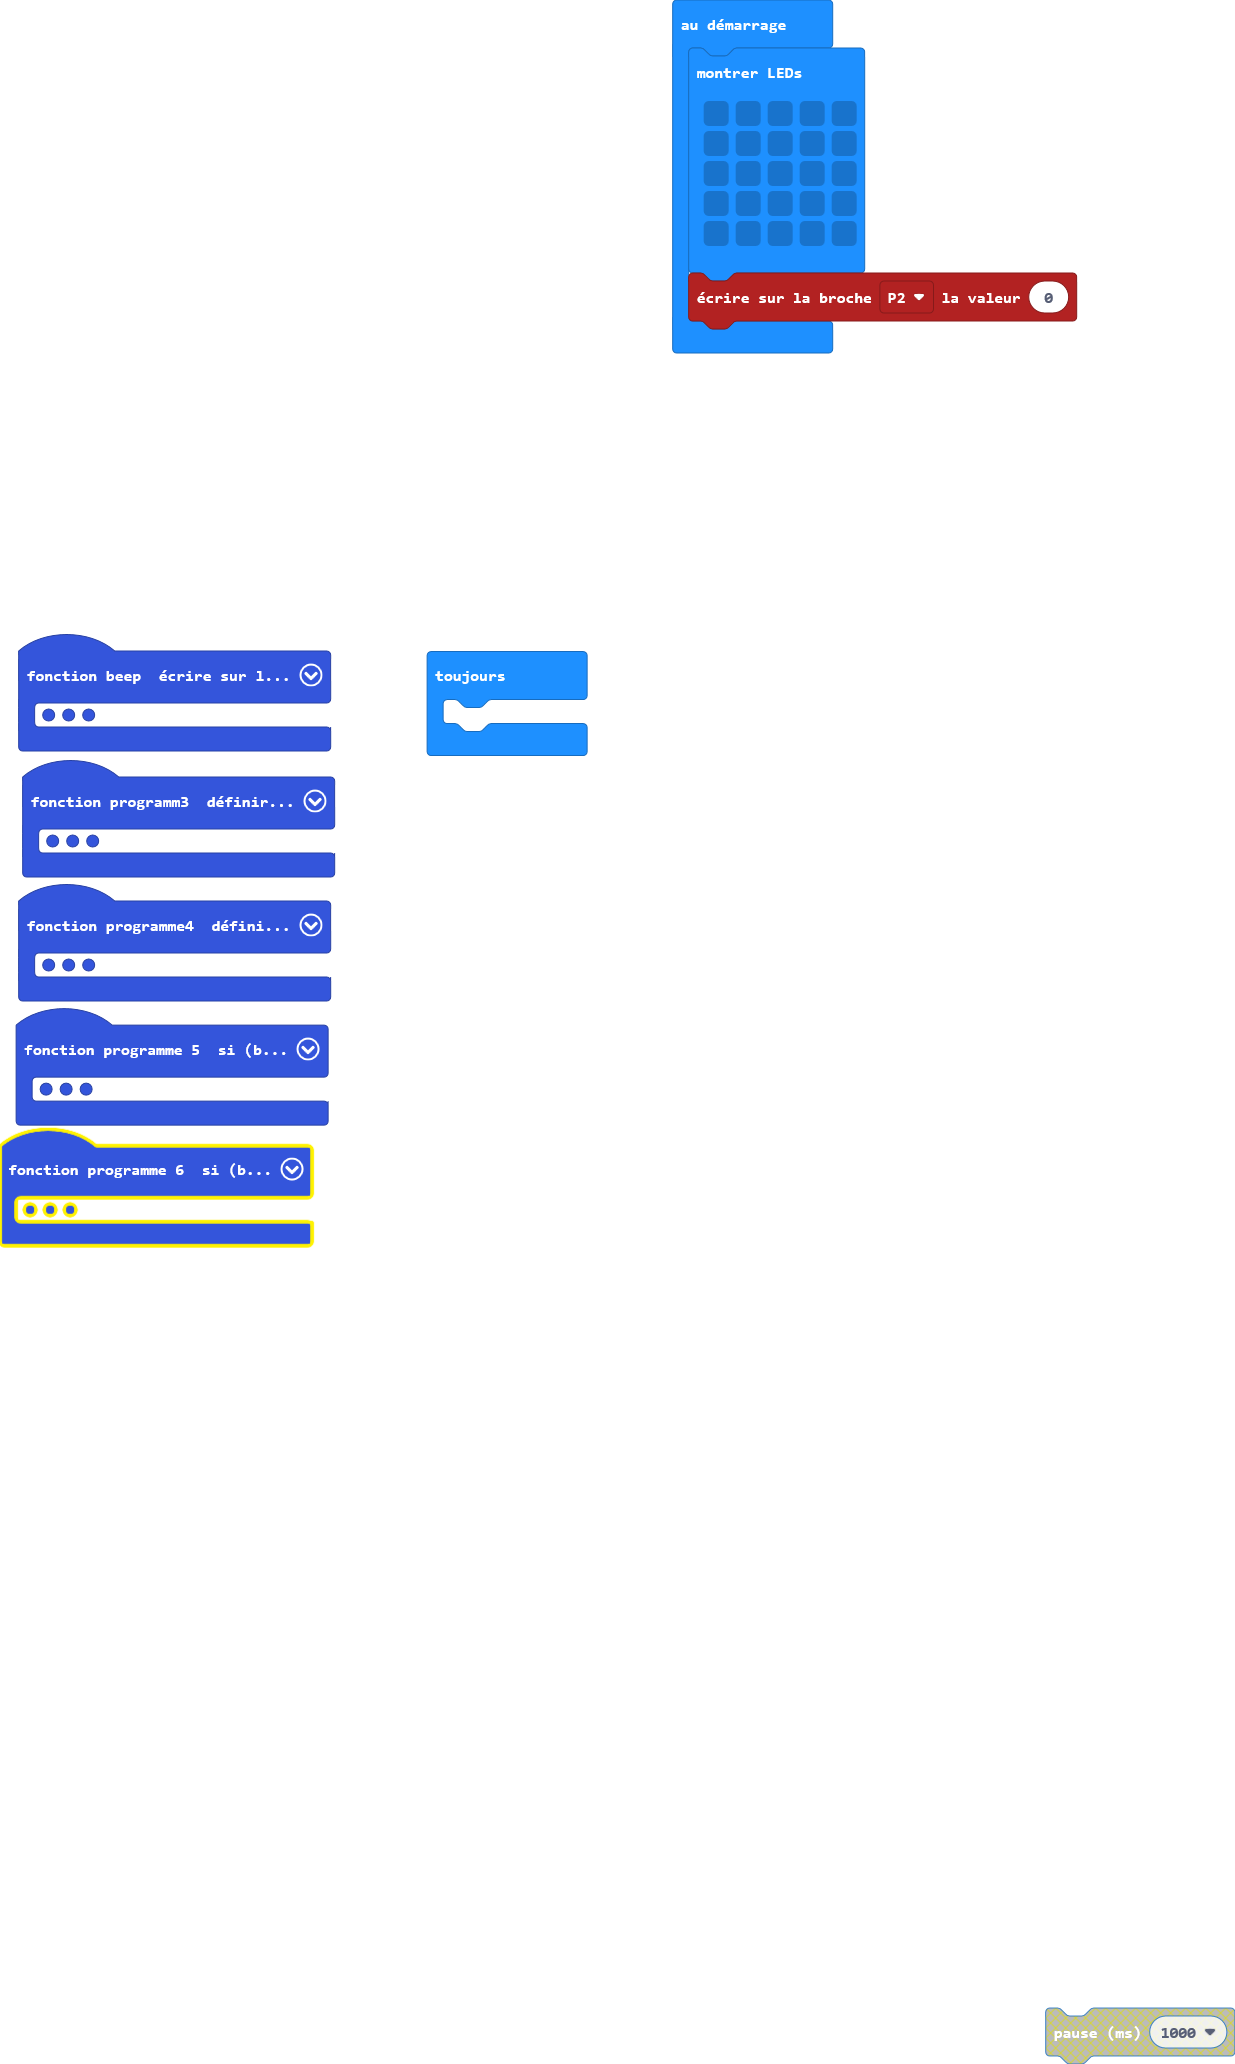 au démarrage
montrer LEDs
écrire sur la broche P2 la valeur 0
fonction beep écrire sur l...
toujours
fonction programm3 définir...
fonction programme4 défini...
fonction programme 5 si (b...
fonction programme 6 si (b...
pause (ms) 1000